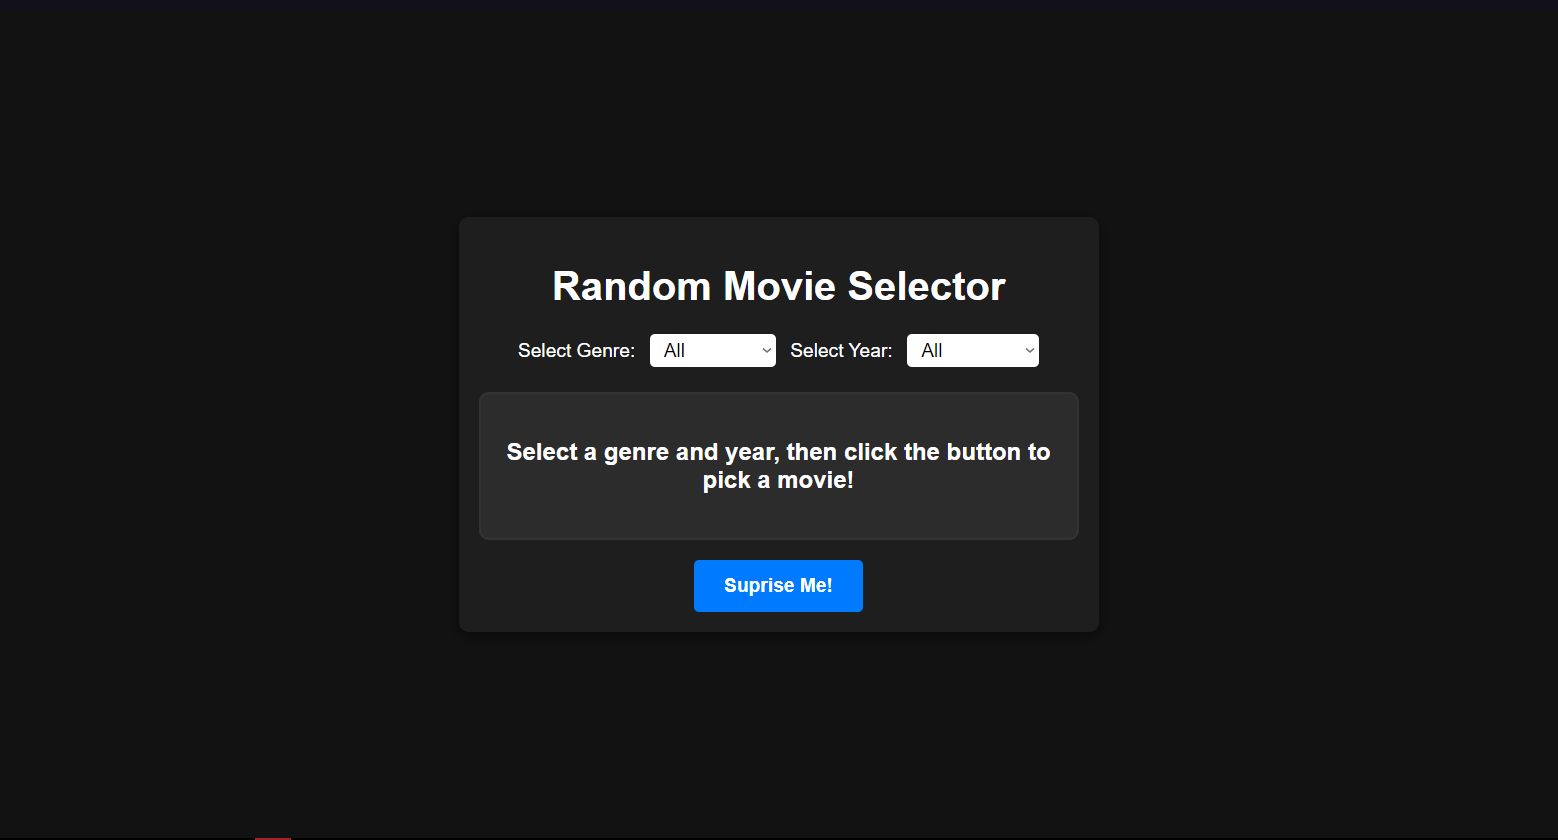 Random Movie Selector
Select Genre: All Select Year: All
Select a genre and year, then click the button to
pick a movie!
Suprise Me!